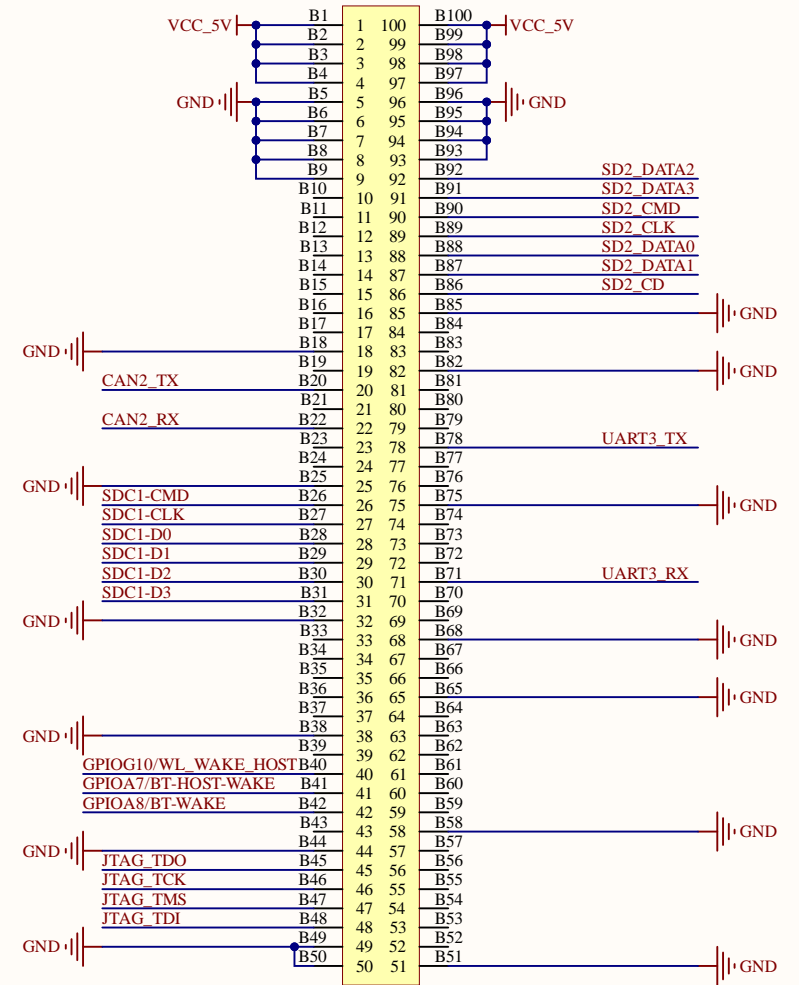 B1 1 100 B100
VCC_5V VCC_5V
B2 2 99 B99
B3 3 98 B98
B4 4 97 B97
GND B5 5 96 B96 GND
B6 6 95 B95
B7 7 94 B94
B8 8 93 B93
B9 9 92 B92 SD2_DATA2
B10 10 91 B91 SD2_DATA3
B11 11 90 B90 SD2_CMD
B12 12 89 B89 SD2_CLK
B13 13 88 B88 SD2_DATA0
B14 14 87 B87 SD2_DATA1
B15 15 86 B86 SD2_CD
B16 16 85 B85 GND
B17 17 84 B84
GND B18 18 83 B83
B19 19 82 B82 GND
CAN2_TX B20 20 81 B81
B21 21 80 B80
CAN2_RX B22 22 79 B79
B23 23 78 B78 UART3_TX
B24 24 77 B77
GND B25 25 76 B76
SDC1-CMD B26 26 75 B75 GND
SDC1-CLK B27 27 74 B74
SDC1-D0 B28 28 73 B73
SDC1-D1 B29 29 72 B72
SDC1-D2 B30 30 71 B71 UART3_RX
SDC1-D3 B31 31 70 B70
GND B32 32 69 B69
B33 33 68 B68 GND
B34 34 67 B67
B35 35 66 B66
B36 36 65 B65 GND
B37 37 64 B64
GND B38 38 63 B63
B39 39 62 B62
GPIOG10/WL_WAKE_HOST B40 40 61 B61
GPIOA7/BT-HOST-WAKE B41 41 60 B60
GPIOA8/BT-WAKE B42 42 59 B59
B43 43 58 B58 GND
GND B44 44 57 B57
JTAG_TDO B45 45 56 B56
JTAG_TCK B46 46 55 B55
JTAG_TMS B47 47 54 B54
JTAG_TDI B48 48 53 B53
GND B49 49 52 B52
B50 50 51 B51 GND